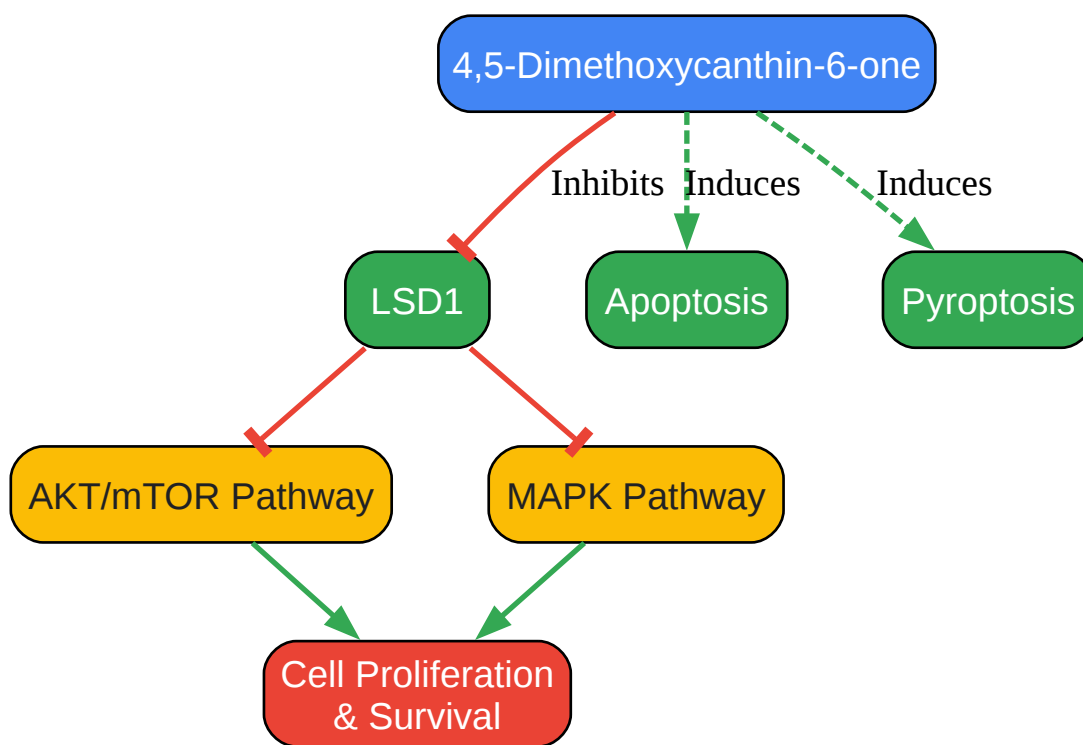 4,5-Dimethoxycanthin-6-one
Inhibits
Induces
Induces
LSD1
Apoptosis
Pyroptosis
AKT/mTOR Pathway
MAPK Pathway
Cell Proliferation
& Survival